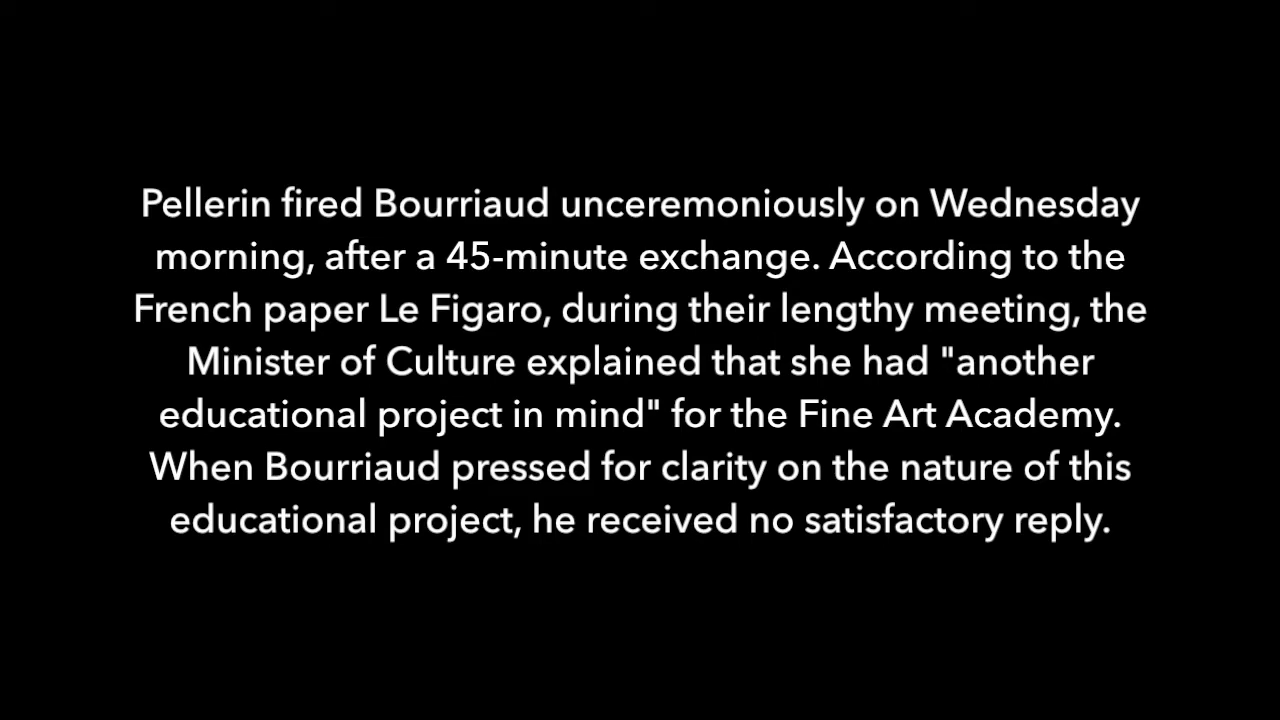 Pellerin fired Bourriaud unceremoniously on Wednesday
morning, after a 45-minute exchange. According to the
French paper Le Figaro, during their lengthy meeting, the
Minister of Culture explained that she had "another
educational project in mind" for the Fine Art Academy.
When Bourriaud pressed for clarity on the nature of this
educational project, he received no satisfactory reply.